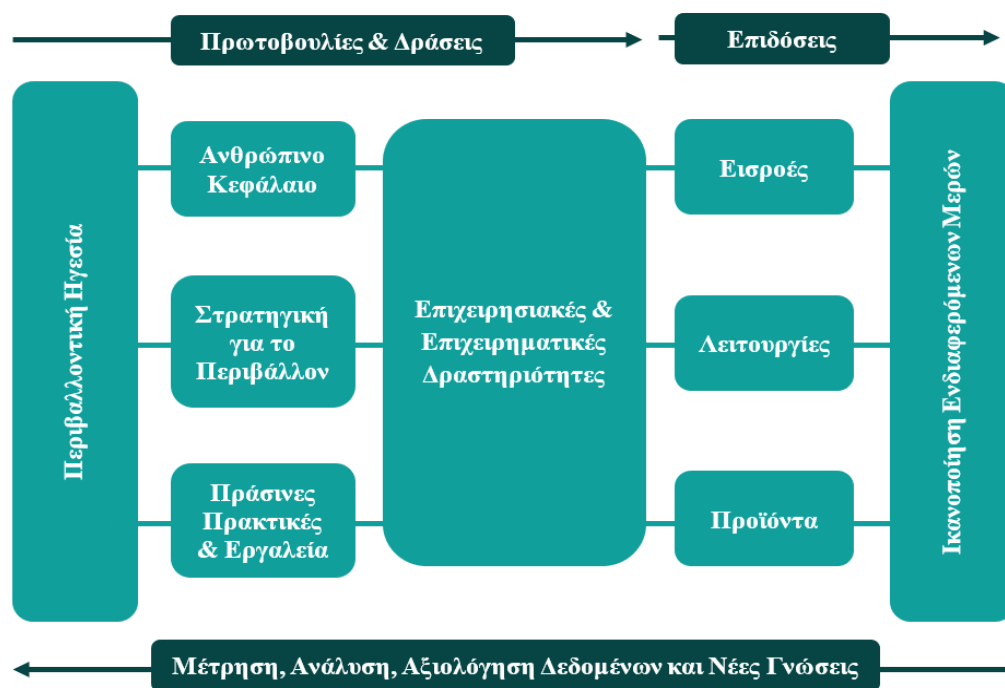 Πρωτοβουλίες & Δράσεις
Επιδόσεις
Περιβαλλοντική Ηγεσία
Ανθρώπινο
Κεφάλαιο
Στρατηγική
για το
Περιβάλλον
Πράσινες
Πρακτικές
& Εργαλεία
Επιχειρησιακές &
Επιχειρηματικές
Δραστηριότητες
Εισροές
Λειτουργίες
Προϊόντα
Ικανοποίηση Ενδιαφερόμενων Μερών
Μέτρηση, Ανάλυση, Αξιολόγηση Δεδομένων και Νέες Γνώσεις